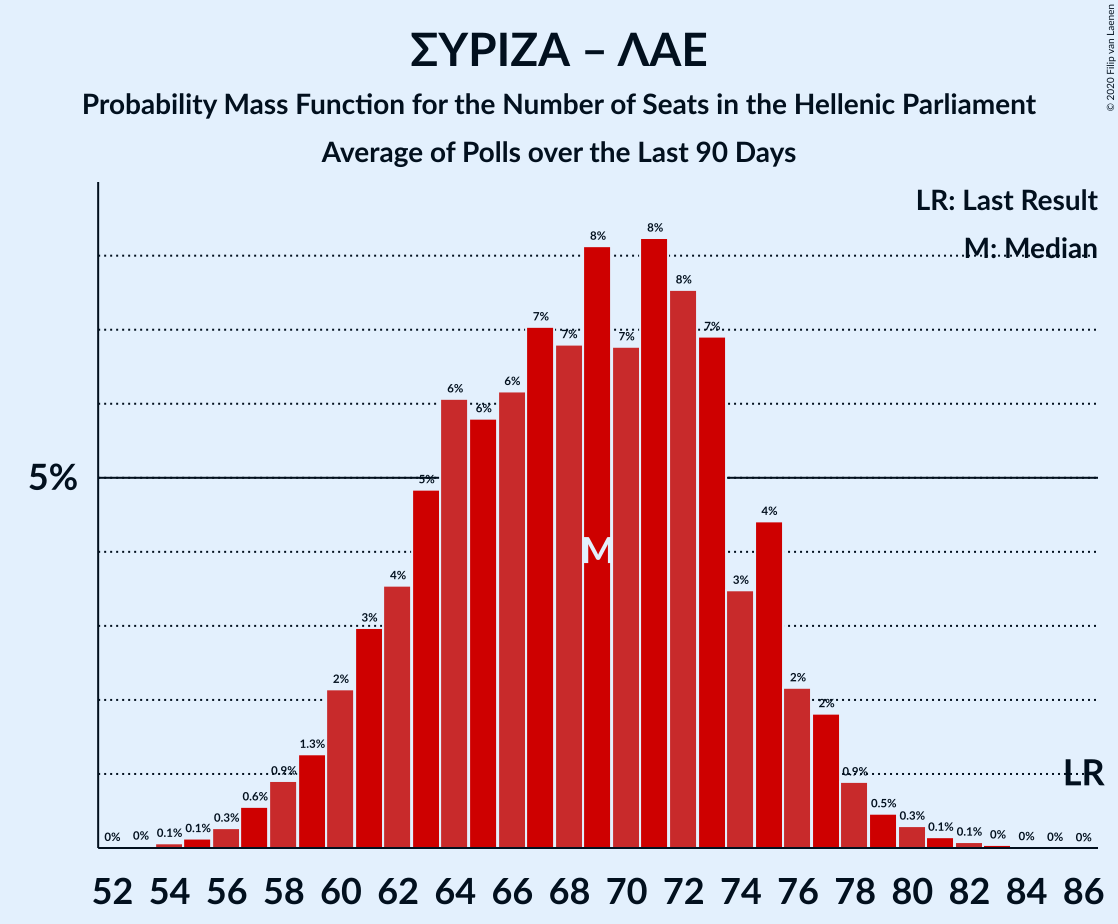 ΣΥΡΙΖΑ – ΛΑΕ
Probability Mass Function for the Number of Seats in the Hellenic Parliament
Average of Polls over the Last 90 Days
© 2020 Filip van Laenen
LR: Last Result
M: Median
5%
0% 0% 0.1% 0.1% 0.3% 0.6% 0.9% 1.3% 2% 3% 4% 5% 6% 6% 6% 7% 7% 8% 7% 8% 8% 7% 3% 4% 2% 2% 0.9% 0.5% 0.3% 0.1% 0.1% 0% 0% 0% 0%
M
LR
52 54 56 58 60 62 64 66 68 70 72 74 76 78 80 82 84 86